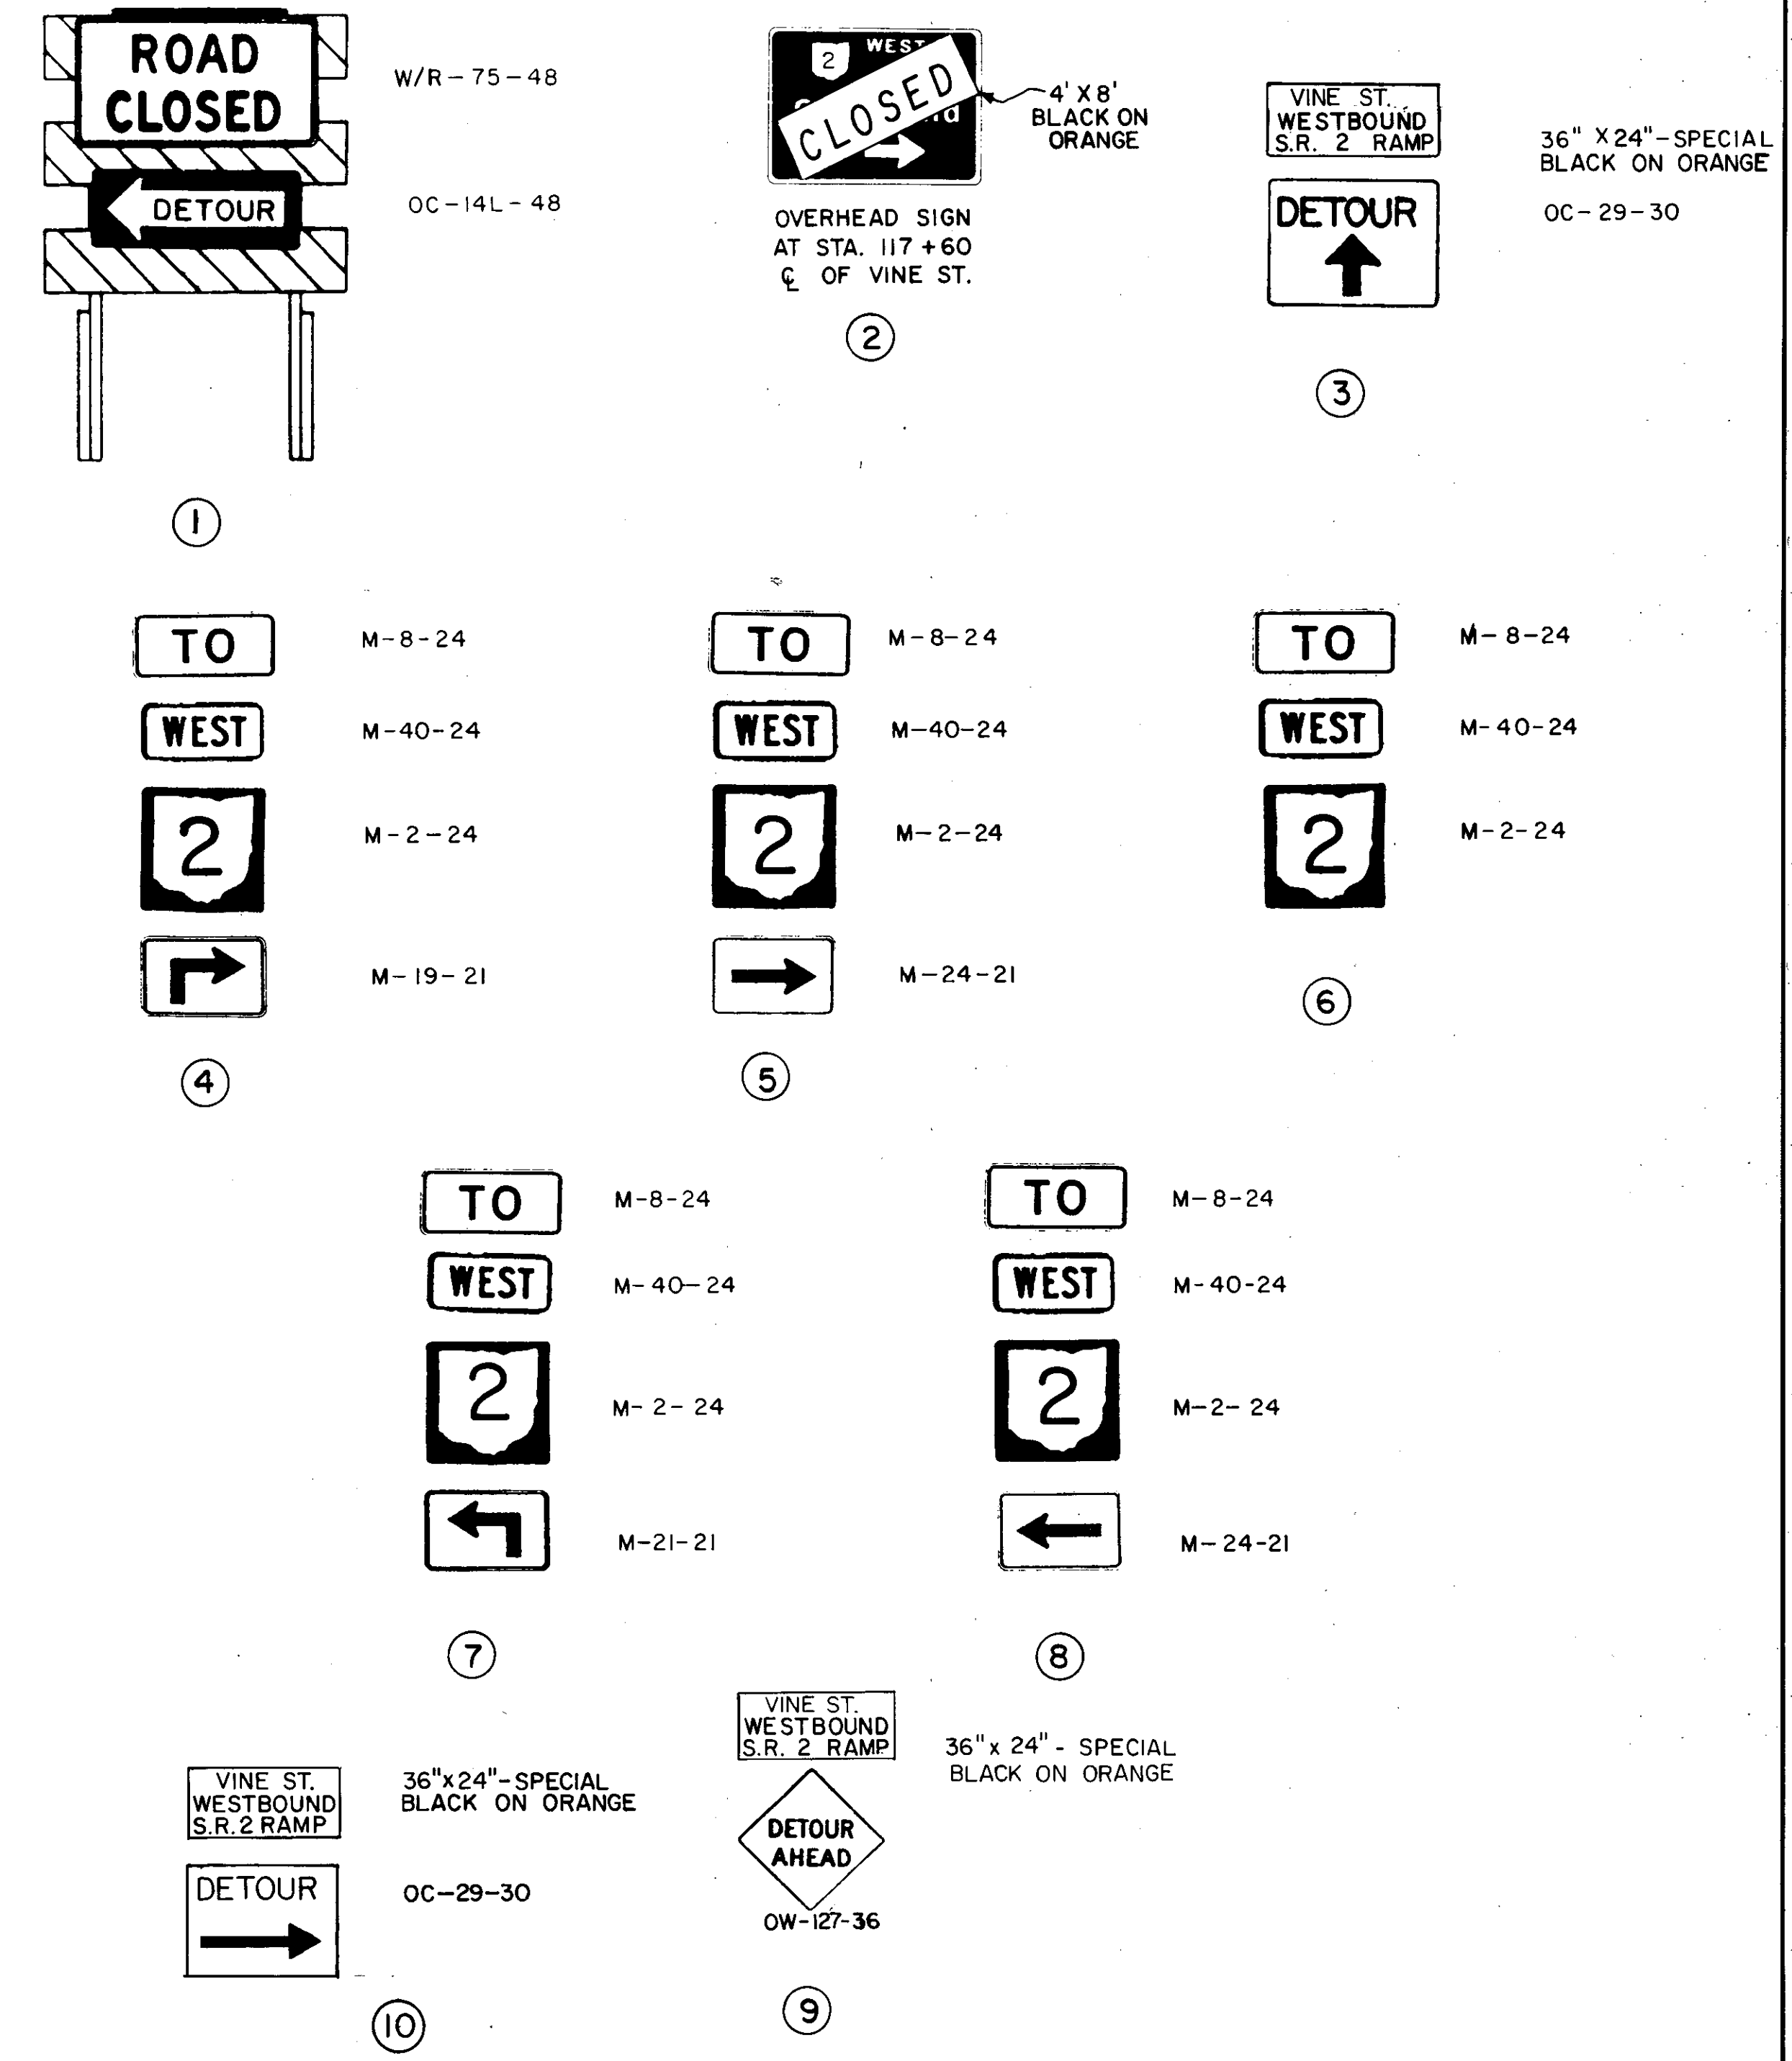 ROAD
CLOSED
W/R-75-48
DETOUR
OC-14L-48
1
2
WEST
CLOSED
4' X 8'
BLACK ON
ORANGE
OVERHEAD SIGN
AT STA. 117+60
℄ OF VINE ST.
2
VINE ST.
WESTBOUND
S.R. 2 RAMP
36" X 24"-SPECIAL
BLACK ON ORANGE
DETOUR
OC-29-30
3
TO
M-8-24
WEST
M-40-24
2
M-2-24
M-19-21
4
TO
M-8-24
WEST
M-40-24
2
M-2-24
M-24-21
5
TO
M-8-24
WEST
M-40-24
2
M-2-24
6
TO
M-8-24
WEST
M-40-24
2
M-2-24
M-21-21
7
TO
M-8-24
WEST
M-40-24
2
M-2-24
M-24-21
8
VINE ST.
WESTBOUND
S.R. 2 RAMP
36"x24"-SPECIAL
BLACK ON ORANGE
DETOUR
OC-29-30
10
VINE ST.
WESTBOUND
S.R. 2 RAMP
36"x 24"- SPECIAL
BLACK ON ORANGE
DETOUR
AHEAD
OW-127-36
9